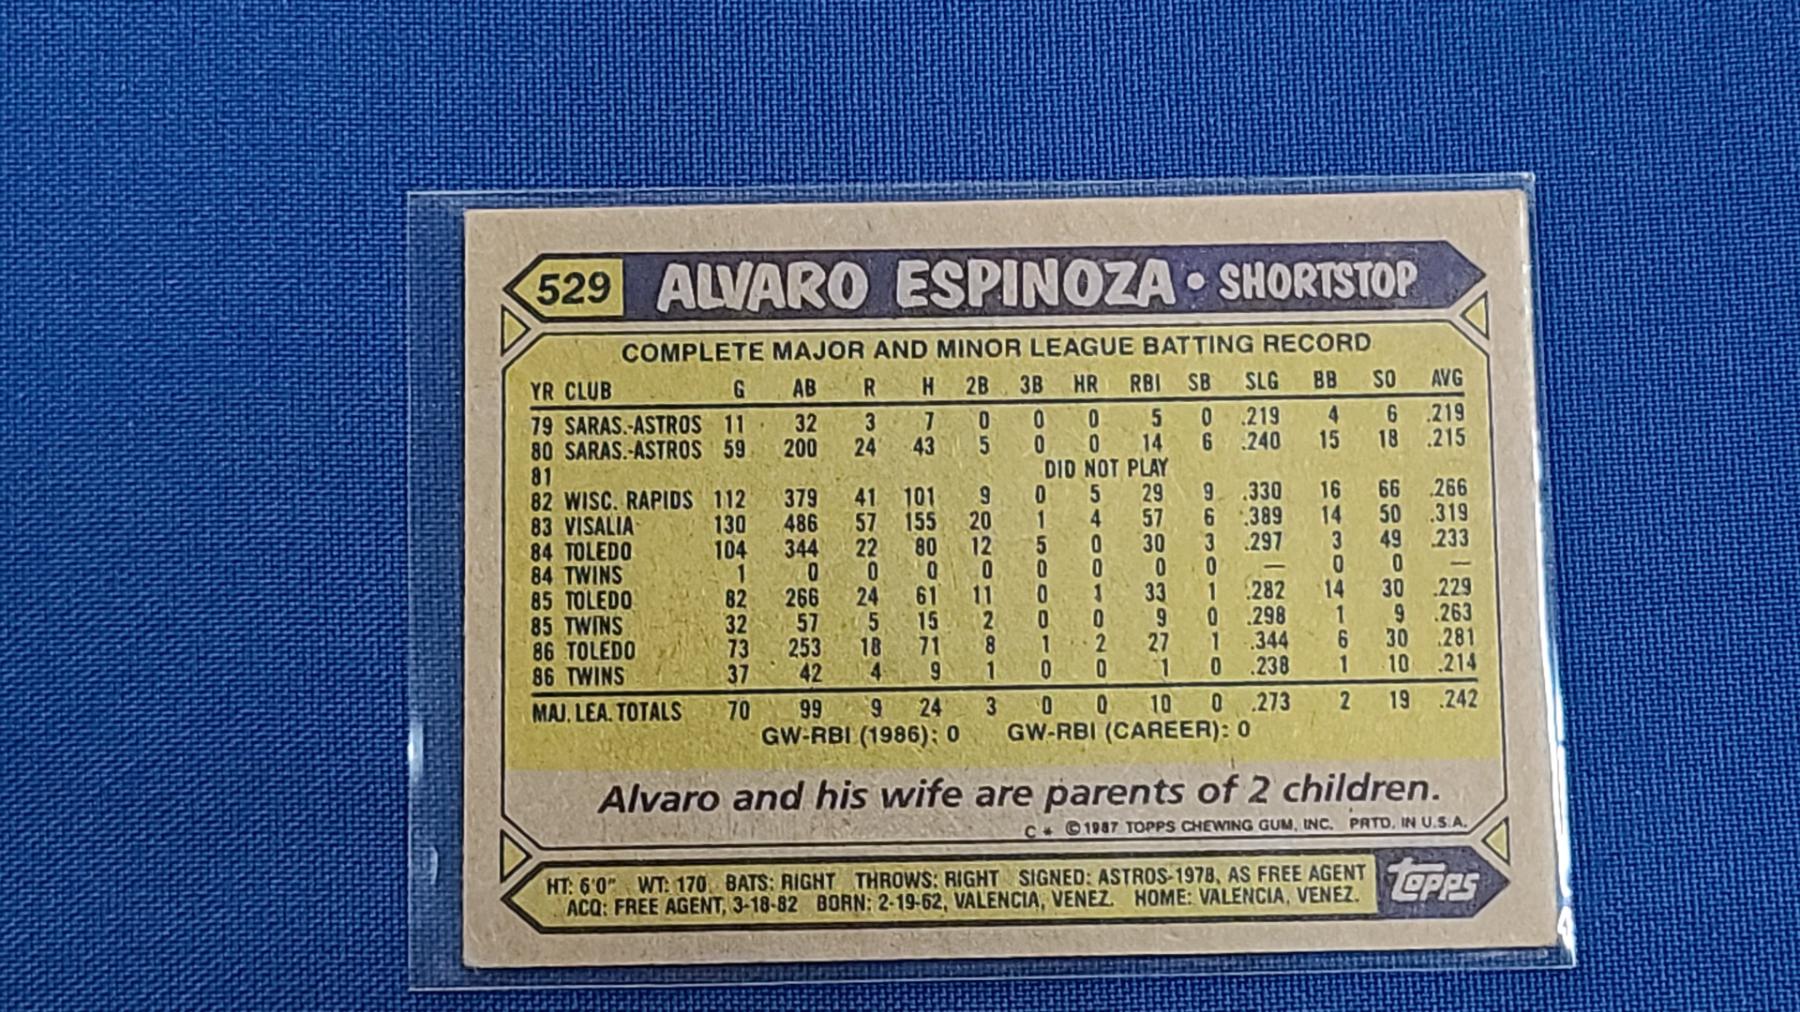 529 ALVARO ESPINOZA • SHORTSTOP
COMPLETE MAJOR AND MINOR LEAGUE BATTING RECORD
YR CLUB G AB R H 2B 3B HR RBI SB SLG BB SO AVG
79 SARAS.-ASTROS 11 32 3 7 0 0 0 5 0 .219 4 6 .219
80 SARAS.-ASTROS 59 200 24 43 5 0 0 14 6 .240 15 18 .215
81 DID NOT PLAY
82 WISC. RAPIDS 112 379 41 101 9 0 5 29 9 .330 16 66 .266
83 VISALIA 130 486 57 155 20 1 4 57 6 .389 14 50 .319
84 TOLEDO 104 344 22 80 12 5 0 30 3 .297 3 49 .233
84 TWINS 1 0 0 0 0 0 0 0 0 — 0 0 —
85 TOLEDO 82 266 24 61 11 0 1 33 1 .282 14 30 .229
85 TWINS 32 57 5 15 2 0 0 9 0 .298 1 9 .263
86 TOLEDO 73 253 18 71 8 1 2 27 1 .344 6 30 .281
86 TWINS 37 42 4 9 1 0 0 1 0 .238 1 10 .214
MAJ. LEA. TOTALS 70 99 9 24 3 0 0 10 0 .273 2 19 .242
GW-RBI (1986): 0 GW-RBI (CAREER): 0
Alvaro and his wife are parents of 2 children.
C * ©1987 TOPPS CHEWING GUM, INC. PRTD. IN U.S.A.
HT: 6'0" WT: 170 BATS: RIGHT THROWS: RIGHT SIGNED: ASTROS-1978, AS FREE AGENT
ACQ: FREE AGENT, 3-18-82 BORN: 2-19-62, VALENCIA, VENEZ. HOME: VALENCIA, VENEZ.
topps